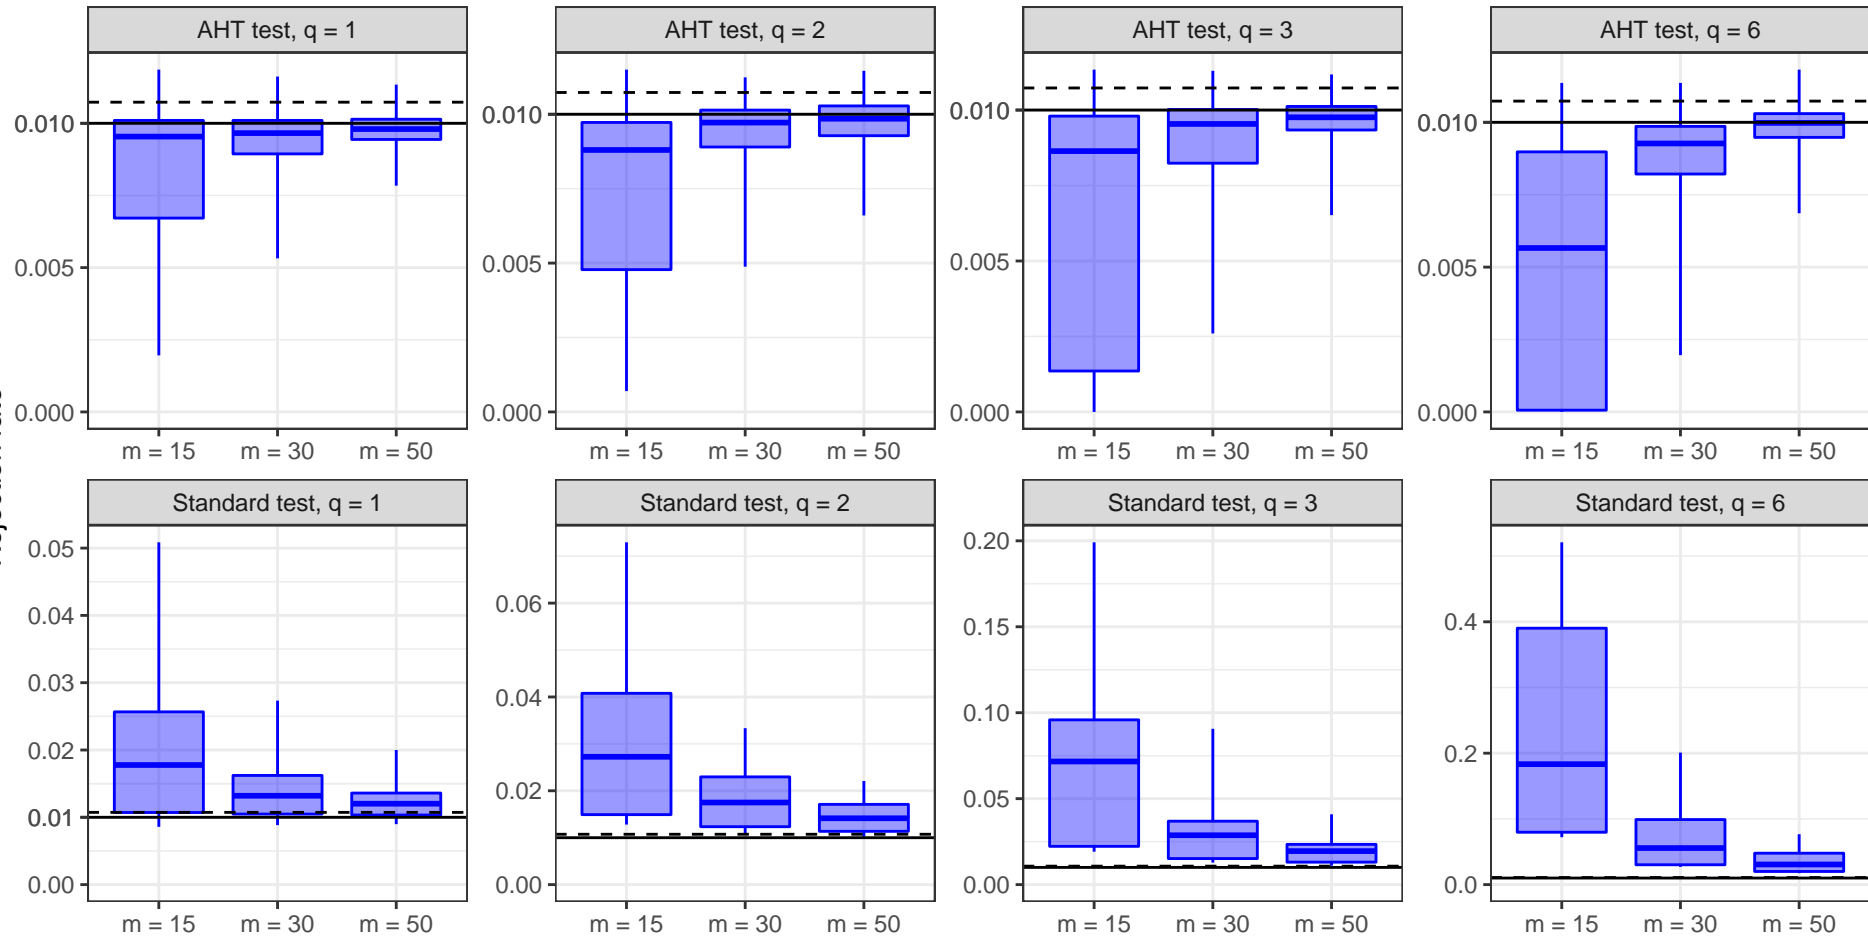 AHT test, q = 1
AHT test, q = 2
AHT test, q = 3
AHT test, q = 6
0.010
0.005
0.000
0.010
0.005
0.000
0.010
0.005
0.000
0.010
0.005
0.000
m = 15 m = 30 m = 50
m = 15 m = 30 m = 50
m = 15 m = 30 m = 50
m = 15 m = 30 m = 50
Standard test, q = 1
Standard test, q = 2
Standard test, q = 3
Standard test, q = 6
0.05
0.04
0.03
0.02
0.01
0.00
0.06
0.04
0.02
0.00
0.20
0.15
0.10
0.05
0.00
0.4
0.2
0.0
m = 15 m = 30 m = 50
m = 15 m = 30 m = 50
m = 15 m = 30 m = 50
m = 15 m = 30 m = 50